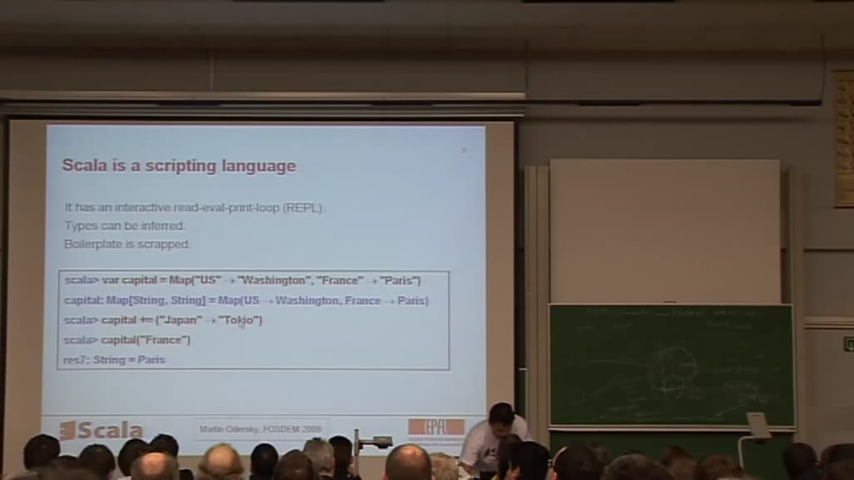 Scala is a scripting language
It has an interactive read-eval-print-loop (REPL).
Types can be inferred.
Boilerplate is scrapped.
scala> var capital = Map("US" → "Washington", "France" → "Paris")
capital: Map[String, String] = Map(US → Washington, France → Paris)
scala> capital += ("Japan" → "Tokio")
scala> capital("France")
res7: String = Paris
Scala
Martin Odersky, FOSDEM 2009
EPFL